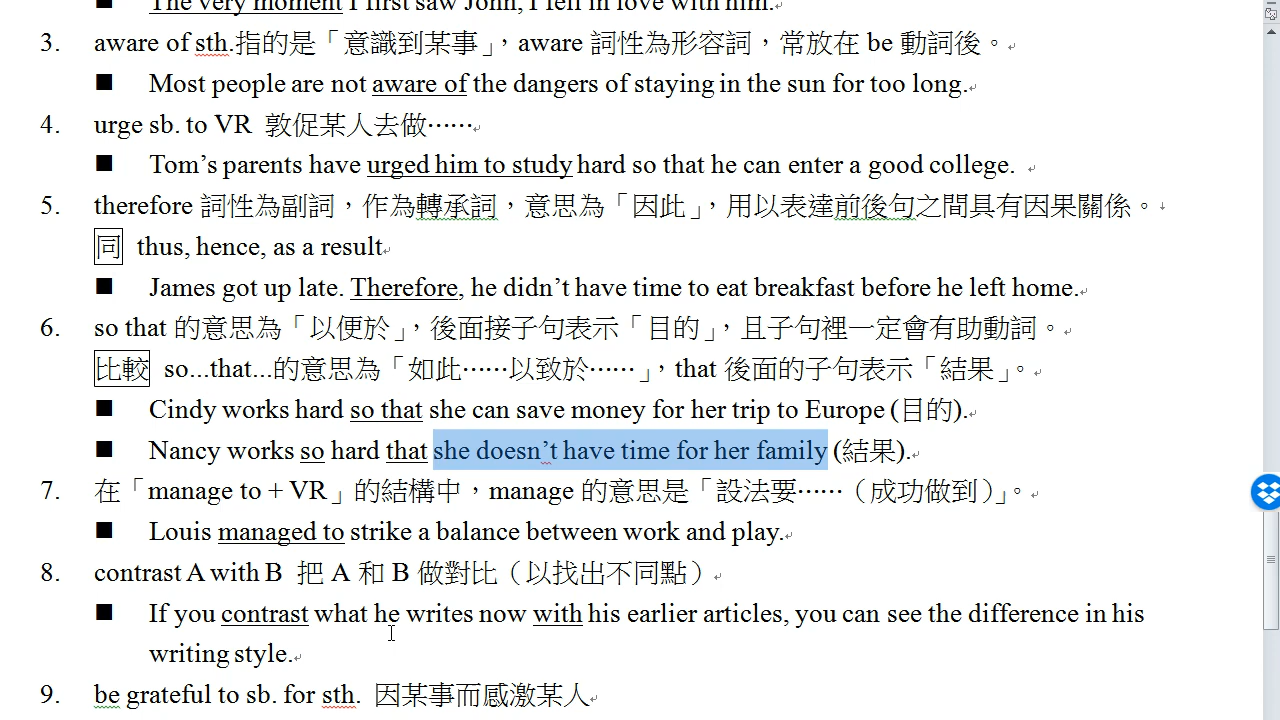 ■ The very moment I first saw John, I fell in love with him.
3. aware of sth.指的是「意識到某事」，aware 詞性為形容詞，常放在 be 動詞後。
■ Most people are not aware of the dangers of staying in the sun for too long.
4. urge sb. to VR 敦促某人去做……
■ Tom’s parents have urged him to study hard so that he can enter a good college.
5. therefore 詞性為副詞，作為轉承詞，意思為「因此」，用以表達前後句之間具有因果關係。
同 thus, hence, as a result
■ James got up late. Therefore, he didn’t have time to eat breakfast before he left home.
6. so that 的意思為「以便於」，後面接子句表示「目的」，且子句裡一定會有助動詞。
比較 so...that...的意思為「如此……以致於……」，that 後面的子句表示「結果」。
■ Cindy works hard so that she can save money for her trip to Europe (目的).
■ Nancy works so hard that she doesn’t have time for her family (結果).
7. 在「manage to + VR」的結構中，manage 的意思是「設法要……（成功做到）」。
■ Louis managed to strike a balance between work and play.
8. contrast A with B 把 A 和 B 做對比（以找出不同點）
■ If you contrast what he writes now with his earlier articles, you can see the difference in his
writing style.
9. be grateful to sb. for sth. 因某事而感激某人